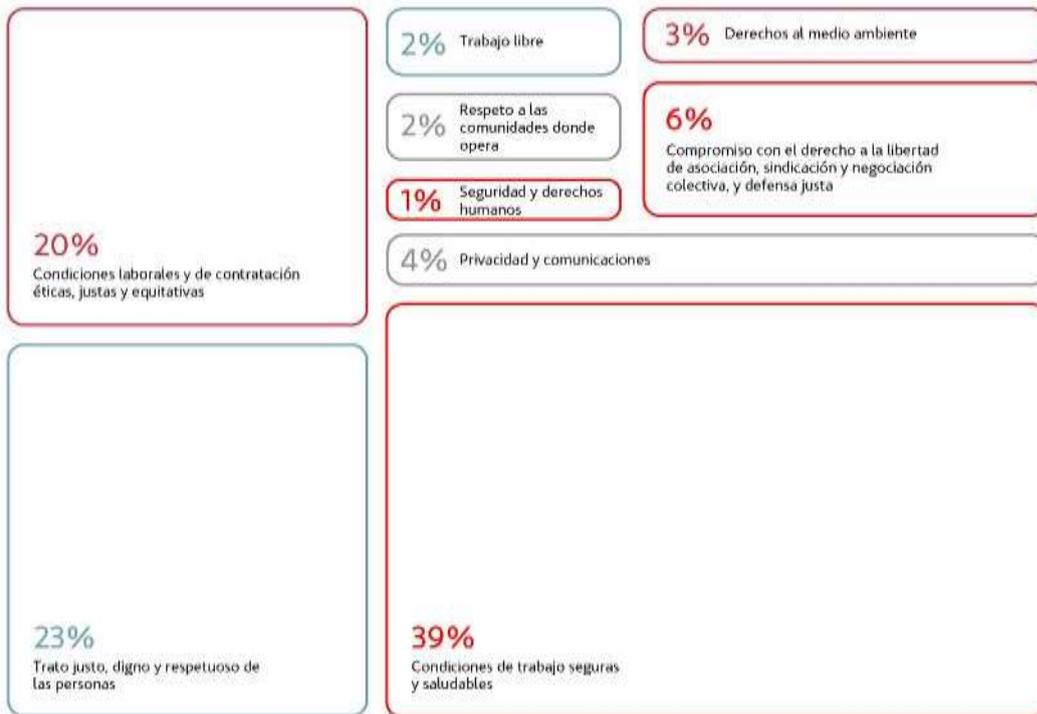 20%
Condiciones laborales y de contratación
éticas, justas y equitativas
23%
Trato justo, digno y respetuoso de
las personas
2%
Trabajo libre
2%
Respeto a las
comunidades donde
opera
1%
Seguridad y derechos
humanos
3%
Derechos al medio ambiente
6%
Compromiso con el derecho a la libertad
de asociación, sindicación y negociación
colectiva, y defensa justa
4%
Privacidad y comunicaciones
39%
Condiciones de trabajo seguras
y saludables